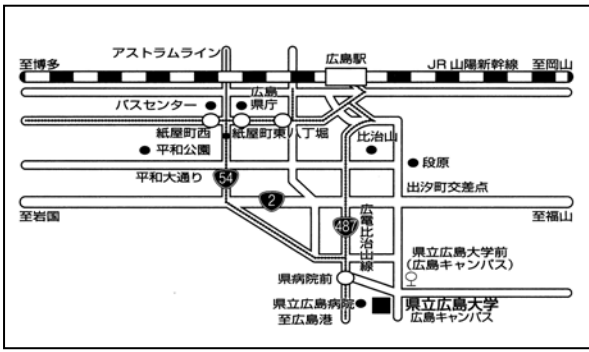 アストラムライン
広島駅
至博多
JR 山陽新幹線
至岡山
バスセンター
広島
県庁
紙屋町西
紙屋町東
八丁堀
比治山
平和公園
段原
平和大通り
54
出汐町交差点
2
至岩国
至福山
487
広電比治山線
県立広島大学前
(広島キャンパス)
県病院前
県立広島病院
県立広島大学
至広島港
広島キャンパス